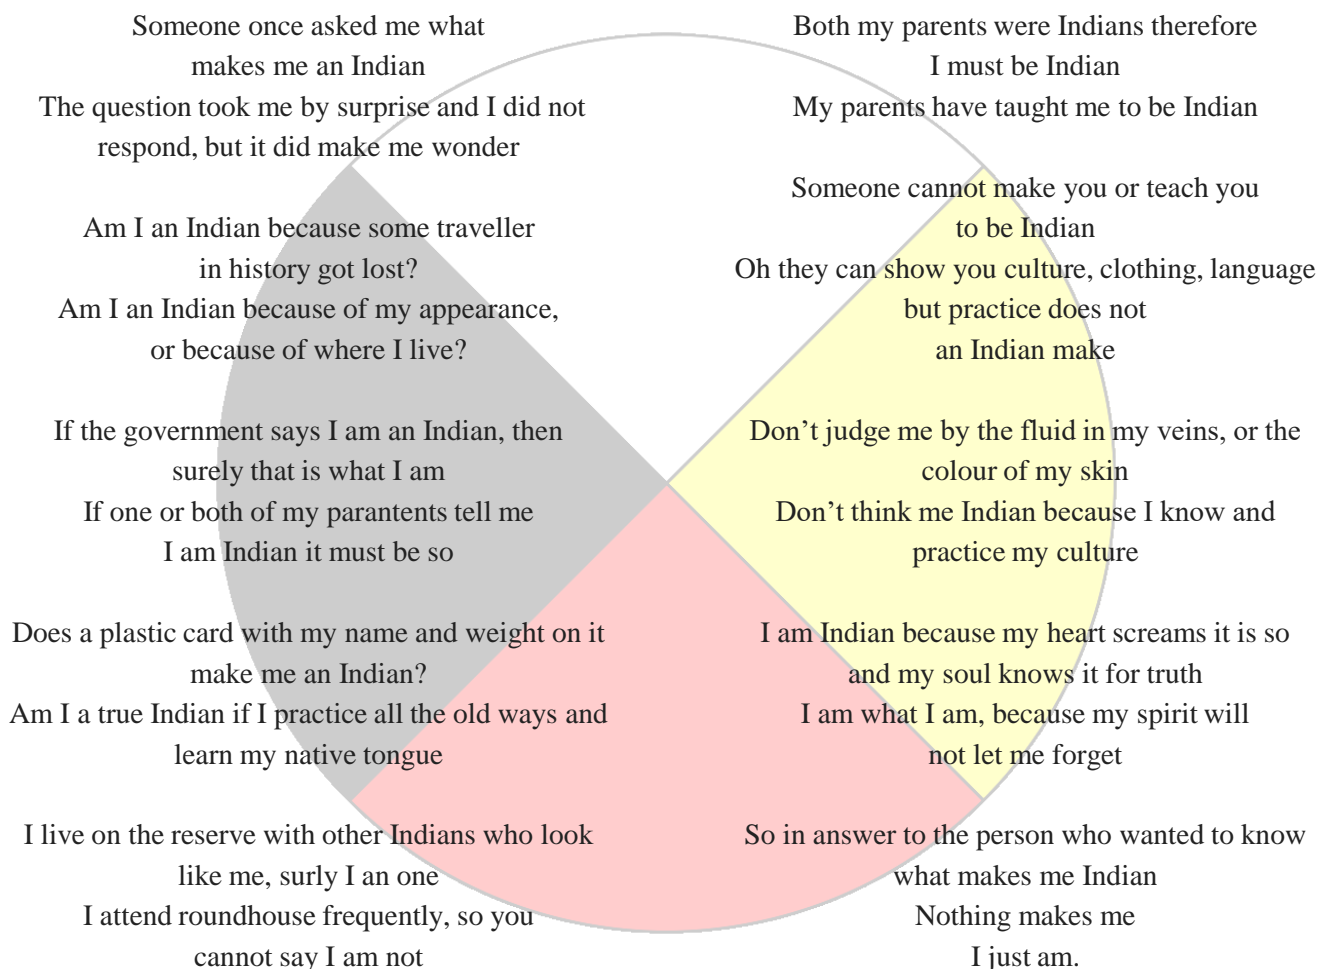 Someone once asked me what
makes me an Indian
The question took me by surprise and I did not
respond, but it did make me wonder
Am I an Indian because some traveller
in history got lost?
Am I an Indian because of my appearance,
or because of where I live?
If the government says I am an Indian, then
surely that is what I am
If one or both of my parantents tell me
I am Indian it must be so
Does a plastic card with my name and weight on it
make me an Indian?
Am I a true Indian if I practice all the old ways and
learn my native tongue
I live on the reserve with other Indians who look
like me, surly I an one
I attend roundhouse frequently, so you
cannot say I am not
Both my parents were Indians therefore
I must be Indian
My parents have taught me to be Indian
Someone cannot make you or teach you
to be Indian
Oh they can show you culture, clothing, language
but practice does not
an Indian make
Don’t judge me by the fluid in my veins, or the
colour of my skin
Don’t think me Indian because I know and
practice my culture
I am Indian because my heart screams it is so
and my soul knows it for truth
I am what I am, because my spirit will
not let me forget
So in answer to the person who wanted to know
what makes me Indian
Nothing makes me
I just am.